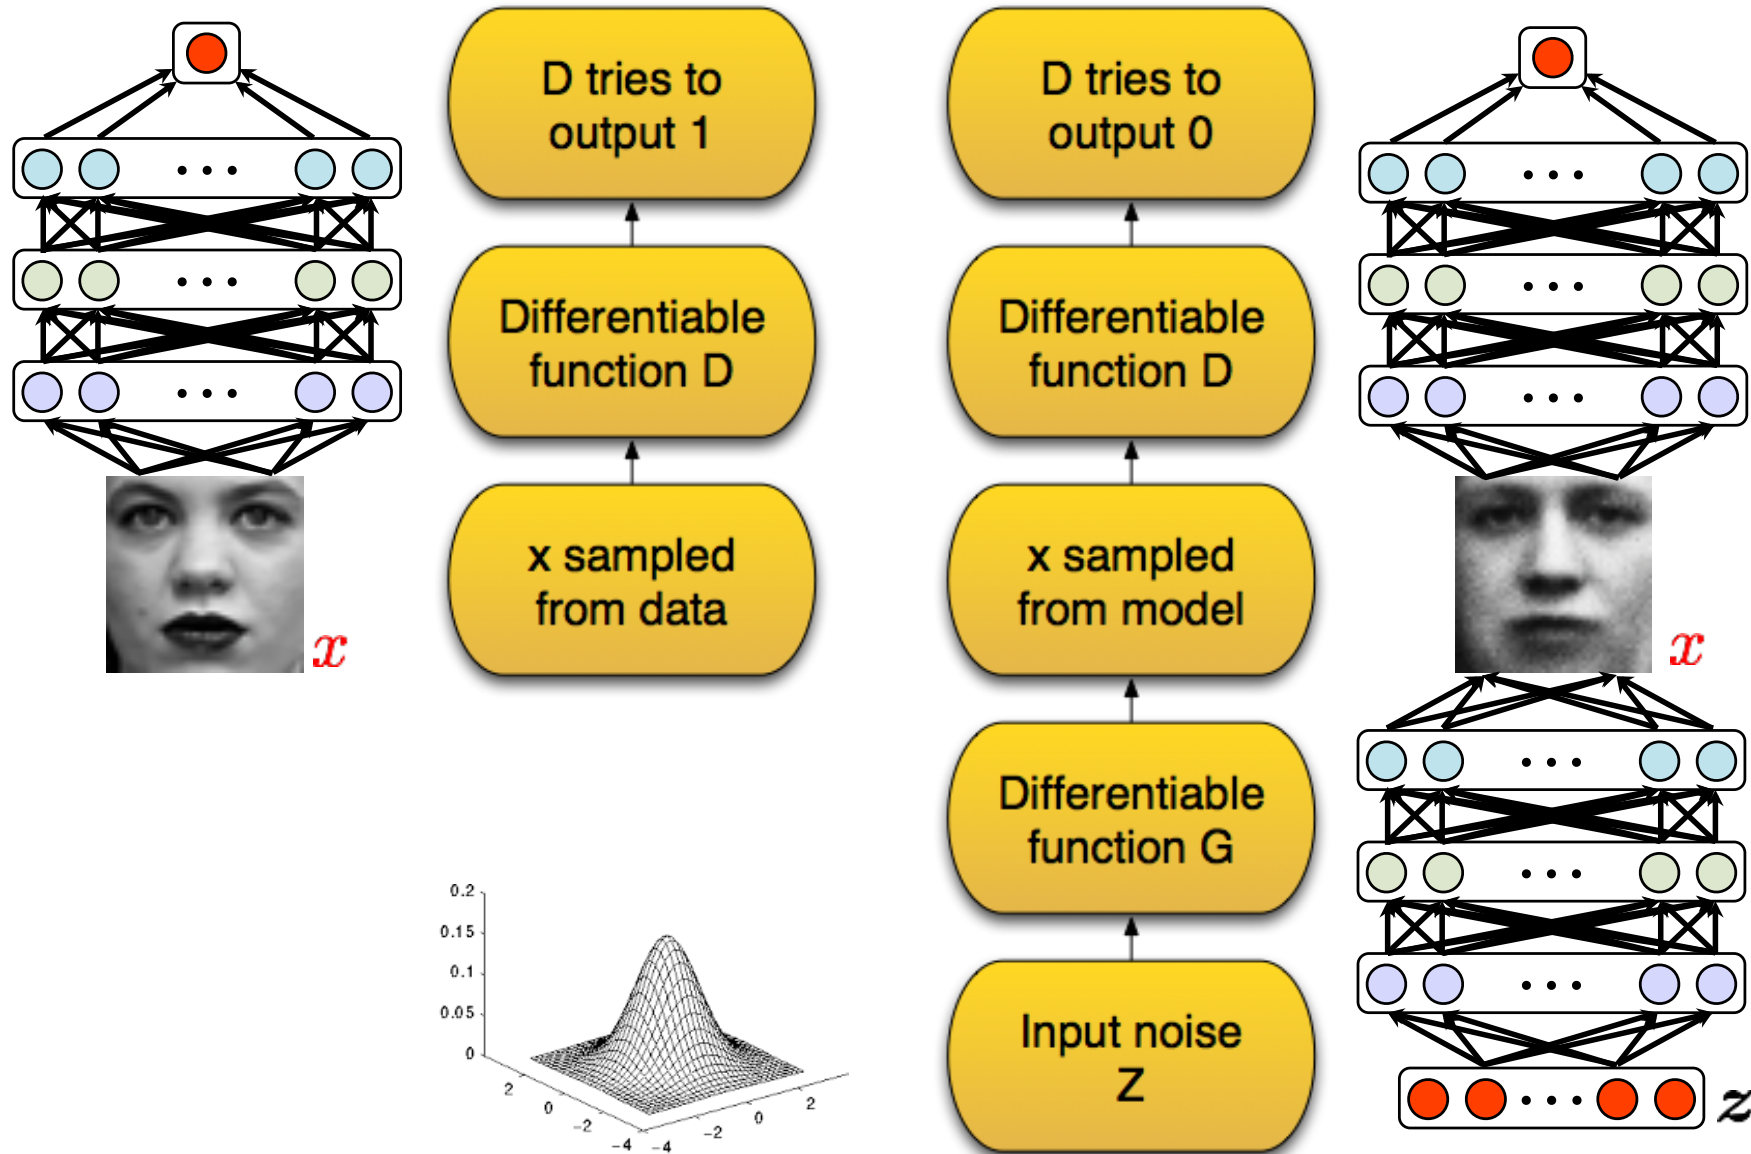 D tries to
output 1
Differentiable
function D
x sampled
from data
x
D tries to
output 0
Differentiable
function D
x sampled
from model
x
Differentiable
function G
Input noise
Z
z
0.2
0.15
0.1
0.05
0
2
0
−2
−4
−4
−2
0
2